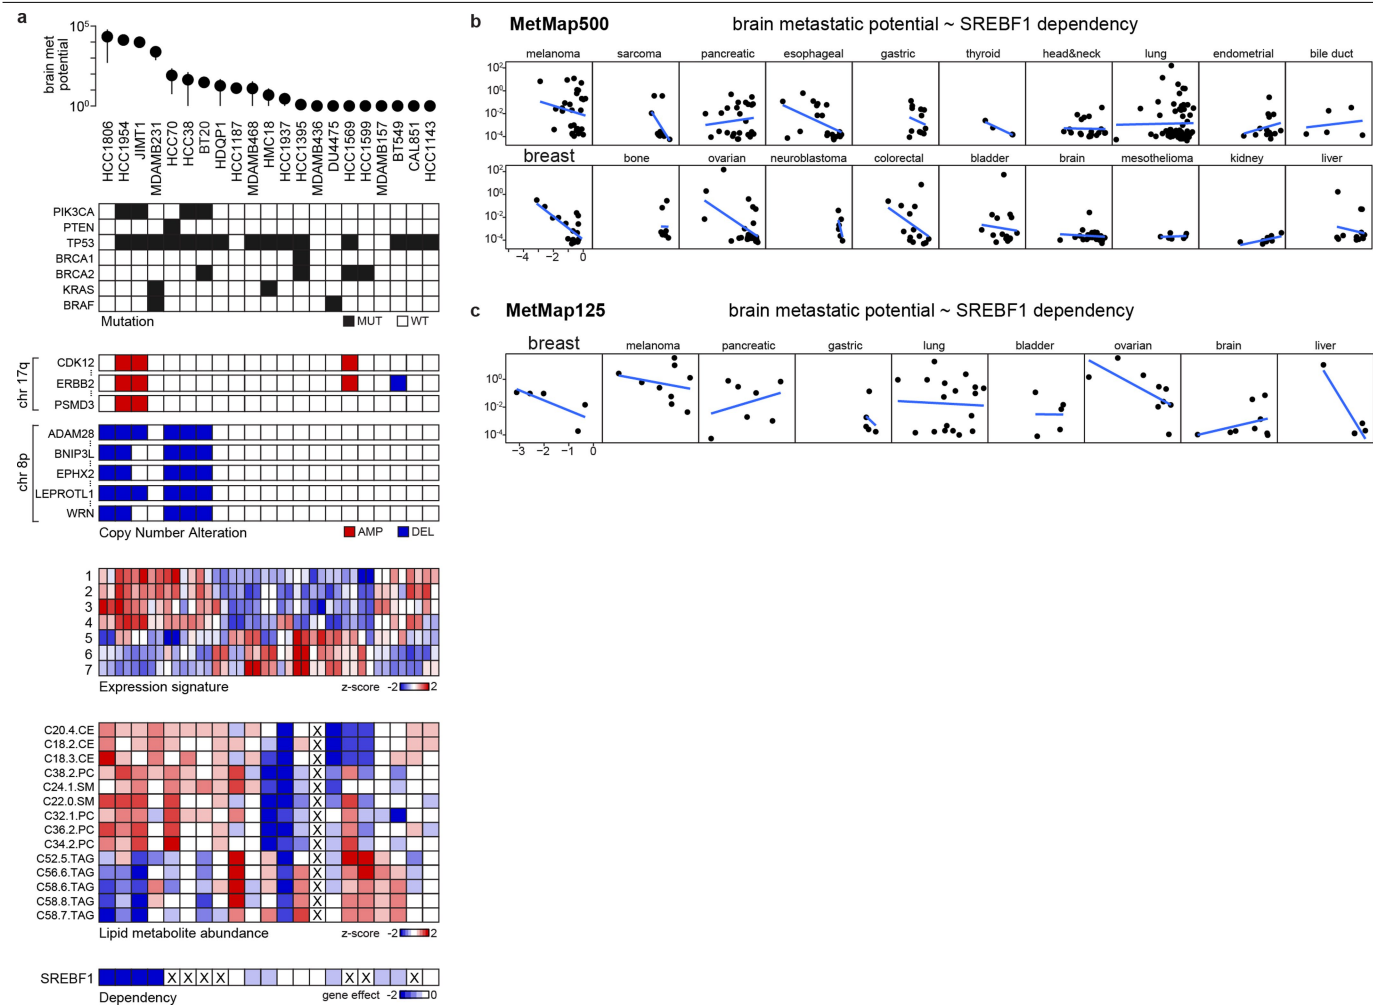 a
brain met
potential
10⁵
10⁰
HCC1806
HCC1954
JIMT1
MDAMB231
HCC70
HCC38
BT20
HDQP1
HCC1187
MDAMB468
HMC18
HCC1937
HCC1395
MDAMB436
DU4475
HCC1569
HCC1599
MDAMB157
BT549
CAL851
HCC1143
PIK3CA
PTEN
TP53
BRCA1
BRCA2
KRAS
BRAF
Mutation MUT WT
chr 17q
CDK12
ERBB2
PSMD3
chr 8p
ADAM28
BNIP3L
EPHX2
LEPROTL1
WRN
Copy Number Alteration AMP DEL
1
2
3
4
5
6
7
Expression signature z-score -2 2
C20.4.CE
C18.2.CE
C18.3.CE
C38.2.PC
C24.1.SM
C22.0.SM
C32.1.PC
C36.2.PC
C34.2.PC
C52.5.TAG
C56.6.TAG
C58.6.TAG
C58.8.TAG
C58.7.TAG
X
X
X
X
X
X
X
X
X
X
X
X
X
X
Lipid metabolite abundance z-score -2 2
SREBF1 X X X X X X X
Dependency gene effect -2 0
b MetMap500 brain metastatic potential ~ SREBF1 dependency
melanoma sarcoma pancreatic esophageal gastric thyroid head&neck lung endometrial bile duct
10²
10⁰
10⁻²
10⁻⁴
breast bone ovarian neuroblastoma colorectal bladder brain mesothelioma kidney liver
10²
10⁰
10⁻²
10⁻⁴
−4 −2 0
c MetMap125 brain metastatic potential ~ SREBF1 dependency
breast melanoma pancreatic gastric lung bladder ovarian brain liver
10⁰
10⁻²
10⁻⁴
−3 −2 −1 0